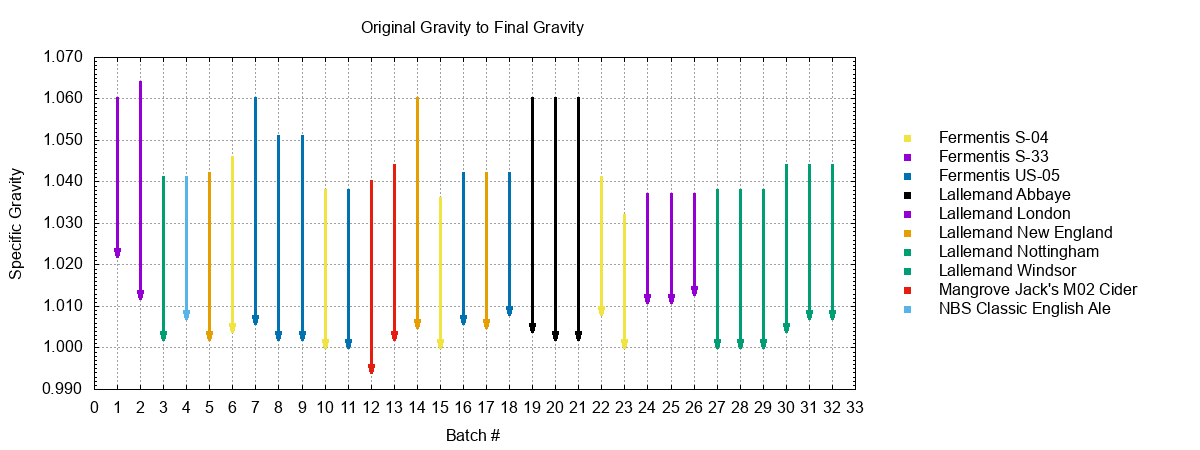 Original Gravity to Final Gravity
1.070
1.060
1.050
1.040
1.030
1.020
1.010
1.000
0.990
Specific Gravity
0 1 2 3 4 5 6 7 8 9 10 11 12 13 14 15 16 17 18 19 20 21 22 23 24 25 26 27 28 29 30 31 32 33
Batch #
Fermentis S-04
Fermentis S-33
Fermentis US-05
Lallemand Abbaye
Lallemand London
Lallemand New England
Lallemand Nottingham
Lallemand Windsor
Mangrove Jack's M02 Cider
NBS Classic English Ale